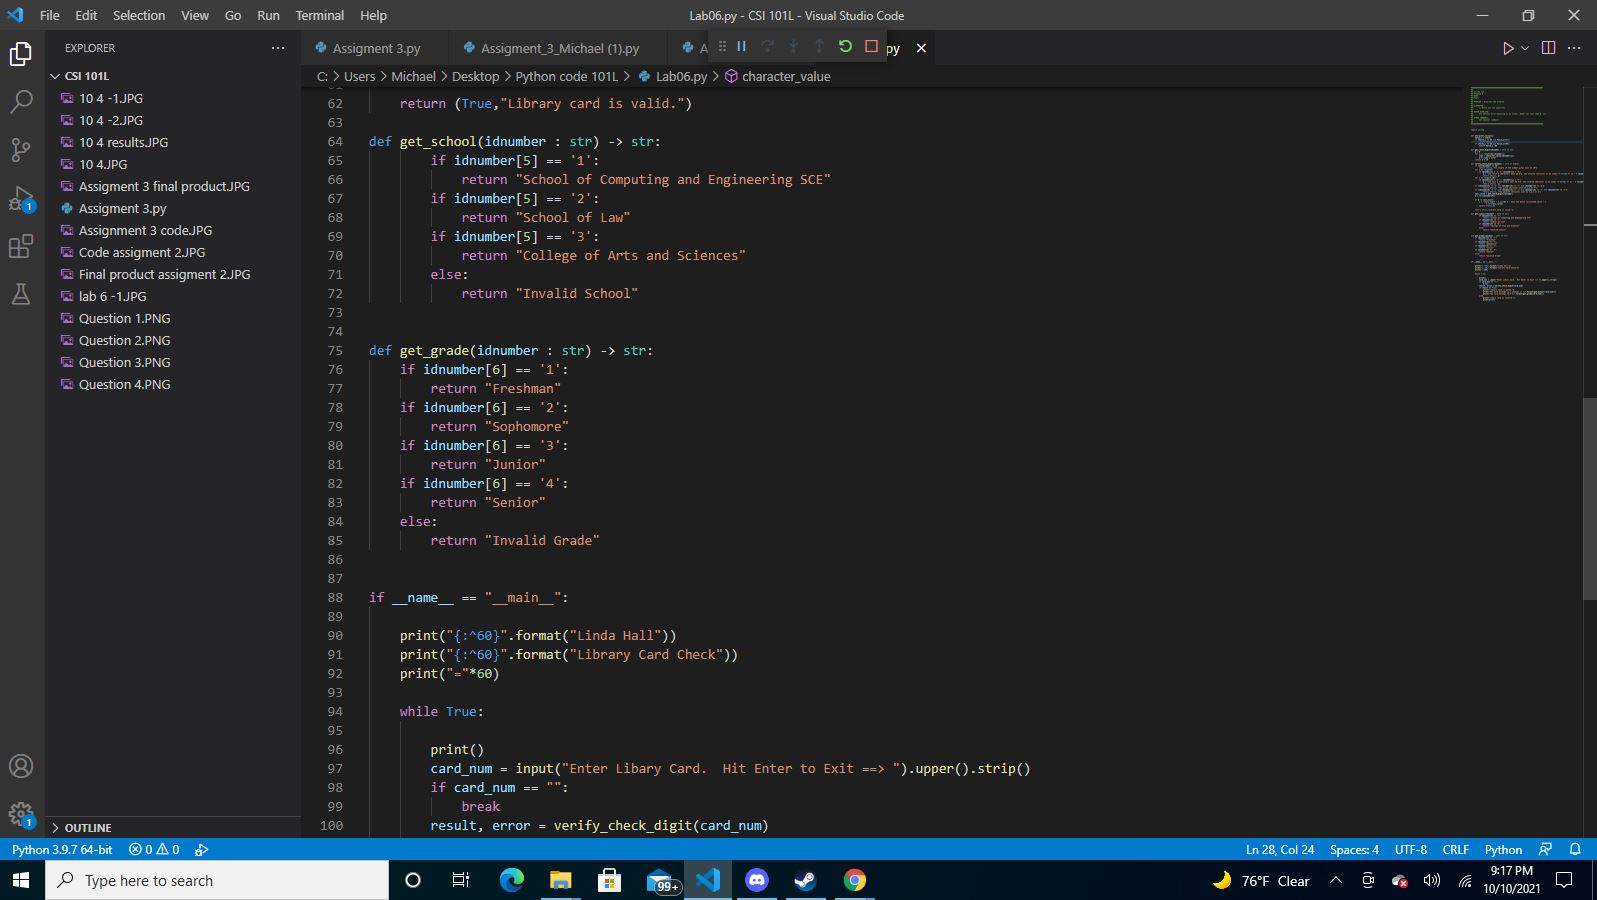 File Edit Selection View Go Run Terminal Help
Lab06.py - CSI 101L - Visual Studio Code
EXPLORER
Assigment 3.py
Assigment_3_Michael (1).py
A
py
CSI 101L
10 4 -1.JPG
10 4 -2.JPG
10 4 results.JPG
10 4.JPG
Assigment 3 final product.JPG
Assigment 3.py
Assignment 3 code.JPG
Code assigment 2.JPG
Final product assigment 2.JPG
lab 6 -1.JPG
Question 1.PNG
Question 2.PNG
Question 3.PNG
Question 4.PNG
OUTLINE
C: > Users > Michael > Desktop > Python code 101L > Lab06.py > character_value
61
62 return (True,"Library card is valid.")
63
64 def get_school(idnumber : str) -> str:
65 if idnumber[5] == '1':
66 return "School of Computing and Engineering SCE"
67 if idnumber[5] == '2':
68 return "School of Law"
69 if idnumber[5] == '3':
70 return "College of Arts and Sciences"
71 else:
72 return "Invalid School"
73
74
75 def get_grade(idnumber : str) -> str:
76 if idnumber[6] == '1':
77 return "Freshman"
78 if idnumber[6] == '2':
79 return "Sophomore"
80 if idnumber[6] == '3':
81 return "Junior"
82 if idnumber[6] == '4':
83 return "Senior"
84 else:
85 return "Invalid Grade"
86
87
88 if __name__ == "__main__":
89
90 print("{:^60}".format("Linda Hall"))
91 print("{:^60}".format("Library Card Check"))
92 print("="*60)
93
94 while True:
95
96 print()
97 card_num = input("Enter Libary Card.  Hit Enter to Exit ==> ").upper().strip()
98 if card_num == "":
99 break
100 result, error = verify_check_digit(card_num)
1
1
Python 3.9.7 64-bit 0 0
Ln 28, Col 24 Spaces: 4 UTF-8 CRLF Python
Type here to search
99+
76°F Clear
9:17 PM
10/10/2021